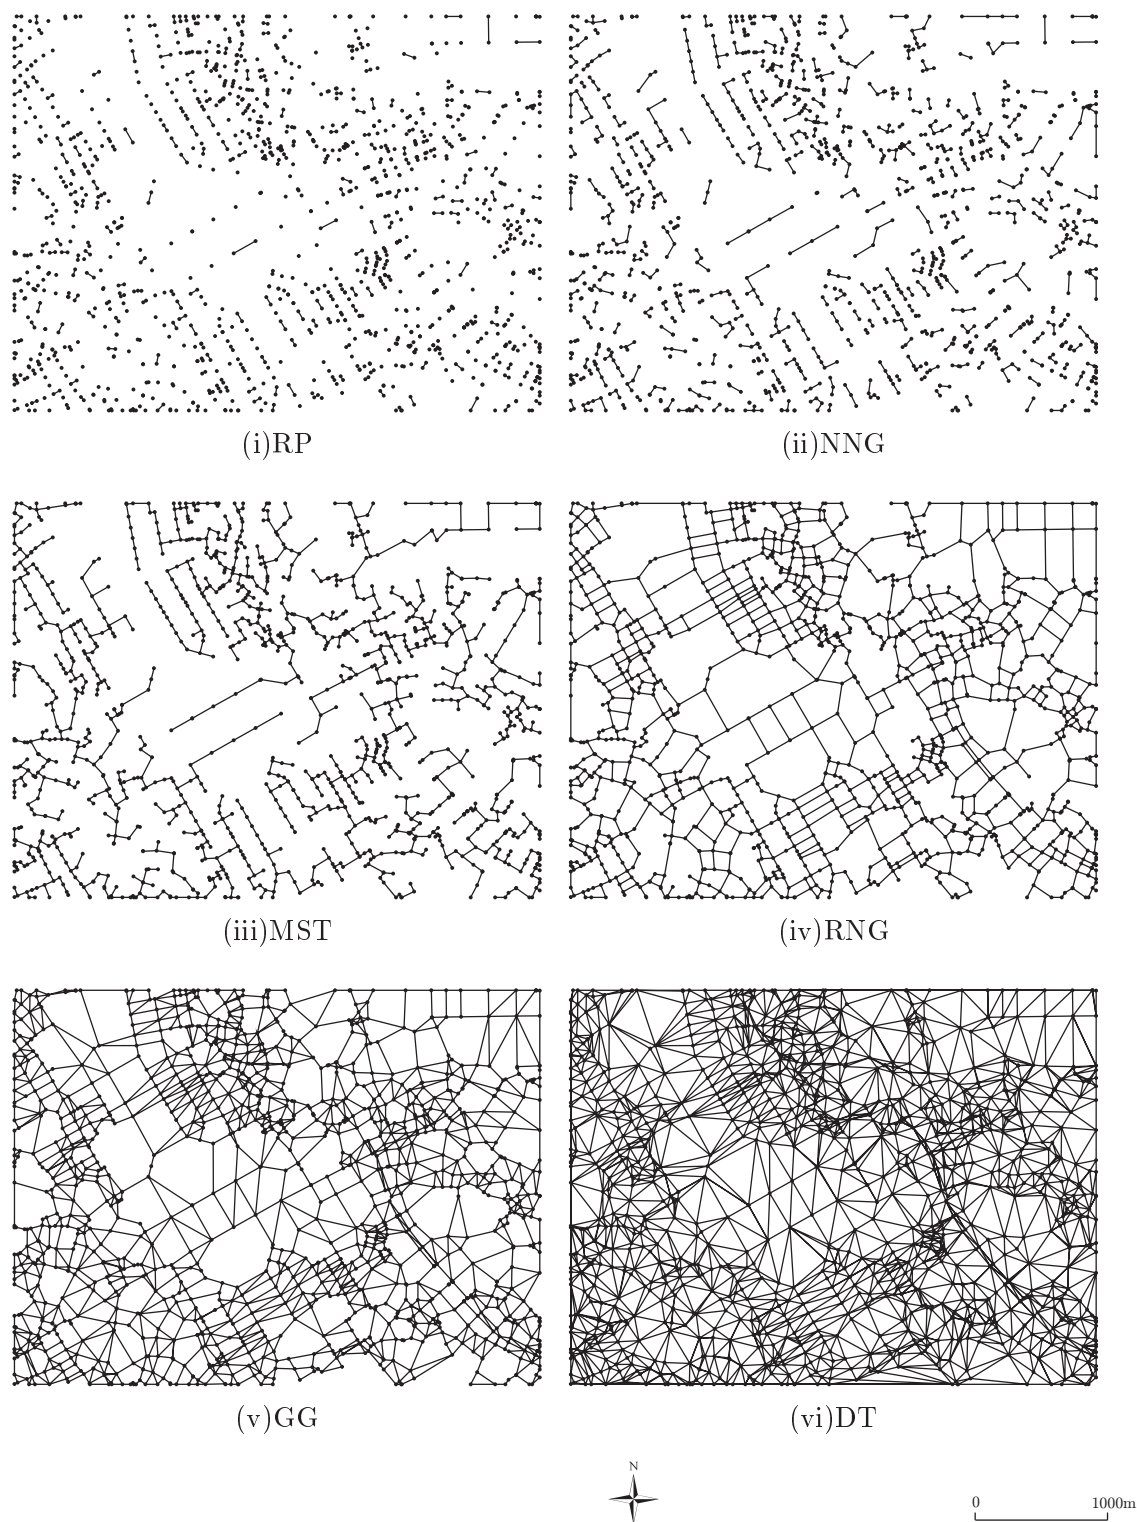 (i)RP
(ii)NNG
(iii)MST
(iv)RNG
(v)GG
(vi)DT
N
0 1000m